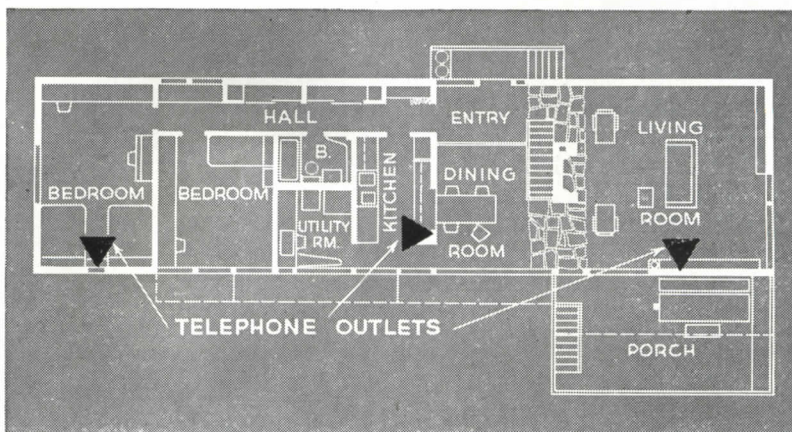 HALL
ENTRY
LIVING
ROOM
B.
KITCHEN
DINING
ROOM
BEDROOM
BEDROOM
UTILITY
RM.
TELEPHONE OUTLETS
PORCH